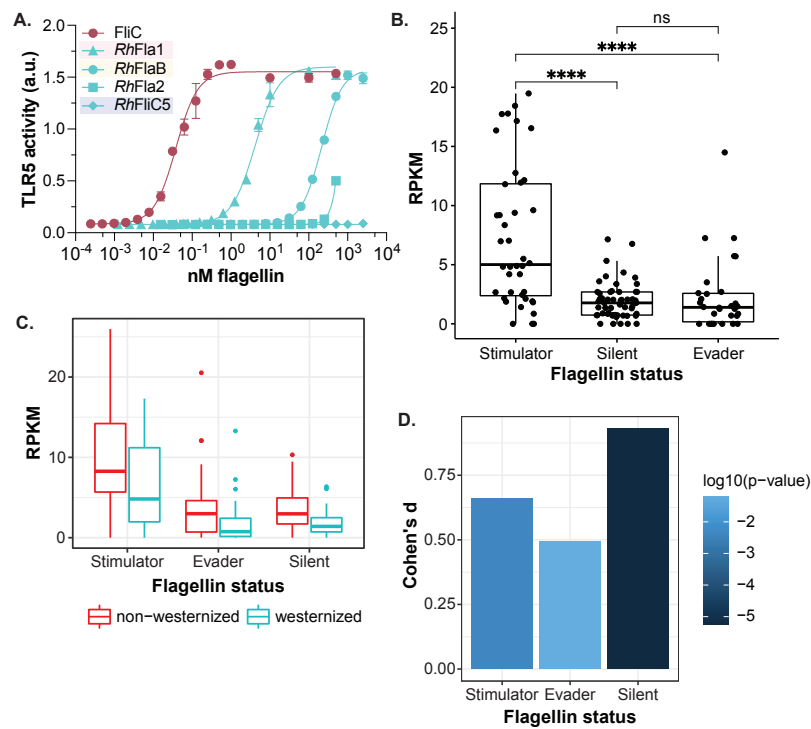 A.
FliC
RhFla1
RhFlaB
RhFla2
RhFliC5
TLR5 activity (a.u.)
2.0
1.5
1.0
0.5
0.0
10⁻⁴ 10⁻³ 10⁻² 10⁻¹ 10⁰ 10¹ 10² 10³ 10⁴
nM flagellin
B.
ns
****
****
RPKM
25
20
15
10
5
0
Stimulator Silent Evader
Flagellin status
C.
RPKM
20
10
0
Stimulator Evader Silent
Flagellin status
non-westernized westernized
D.
Cohen's d
0.75
0.50
0.25
0.00
Stimulator Evader Silent
Flagellin status
log10(p-value)
−2
−3
−4
−5